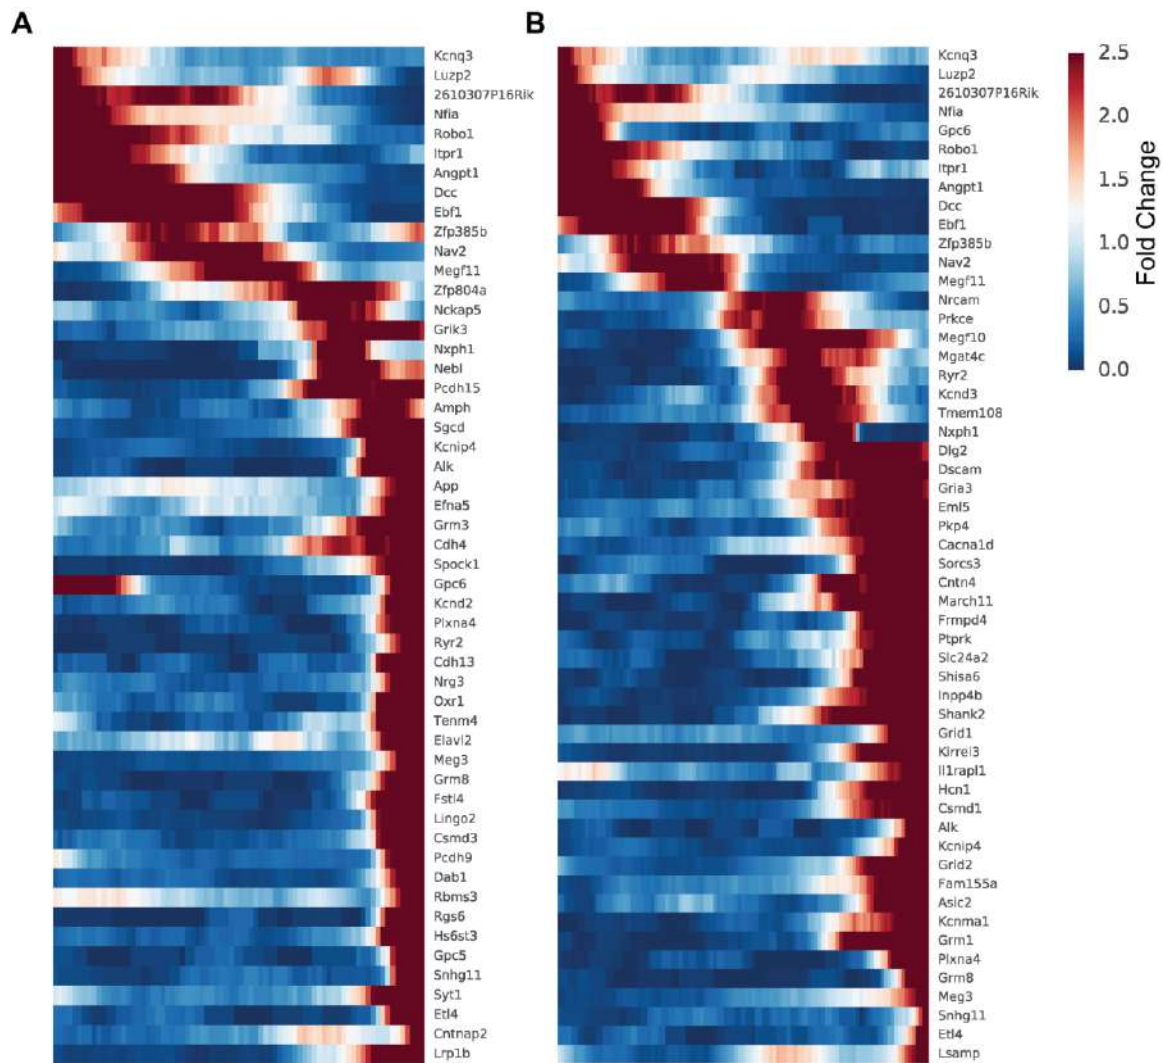 A
Kcnq3
Luzp2
2610307P16Rik
Nfia
Robo1
Itpr1
Angpt1
Dcc
Ebf1
Zfp385b
Nav2
Megf11
Zfp804a
Nckap5
Grik3
Nxph1
Nebl
Pcdh15
Amph
Sgcd
Kcnip4
Alk
App
Efna5
Grm3
Cdh4
Spock1
Gpc6
Kcnd2
Plxna4
Ryr2
Cdh13
Nrg3
Oxr1
Tenm4
Elavl2
Meg3
Grm8
Fstl4
Lingo2
Csmd3
Pcdh9
Dab1
Rbms3
Rgs6
Hs6st3
Gpc5
Snhg11
Syt1
Etl4
Cntnap2
Lrp1b
B
Kcnq3
Luzp2
2610307P16Rik
Nfia
Gpc6
Robo1
Itpr1
Angpt1
Dcc
Ebf1
Zfp385b
Nav2
Megf11
Nrcam
Prkce
Megf10
Mgat4c
Ryr2
Kcnd3
Tmem108
Nxph1
Dlg2
Dscam
Gria3
Eml5
Pkp4
Cacna1d
Sorcs3
Cntn4
March11
Frmpd4
Ptprk
Slc24a2
Shisa6
Inpp4b
Shank2
Grid1
Kirrel3
Il1rapl1
Hcn1
Csmd1
Alk
Kcnip4
Grid2
Fam155a
Asic2
Kcnma1
Grm1
Plxna4
Grm8
Meg3
Snhg11
Etl4
Lsamp
2.5
2.0
1.5
1.0
0.5
0.0
Fold Change